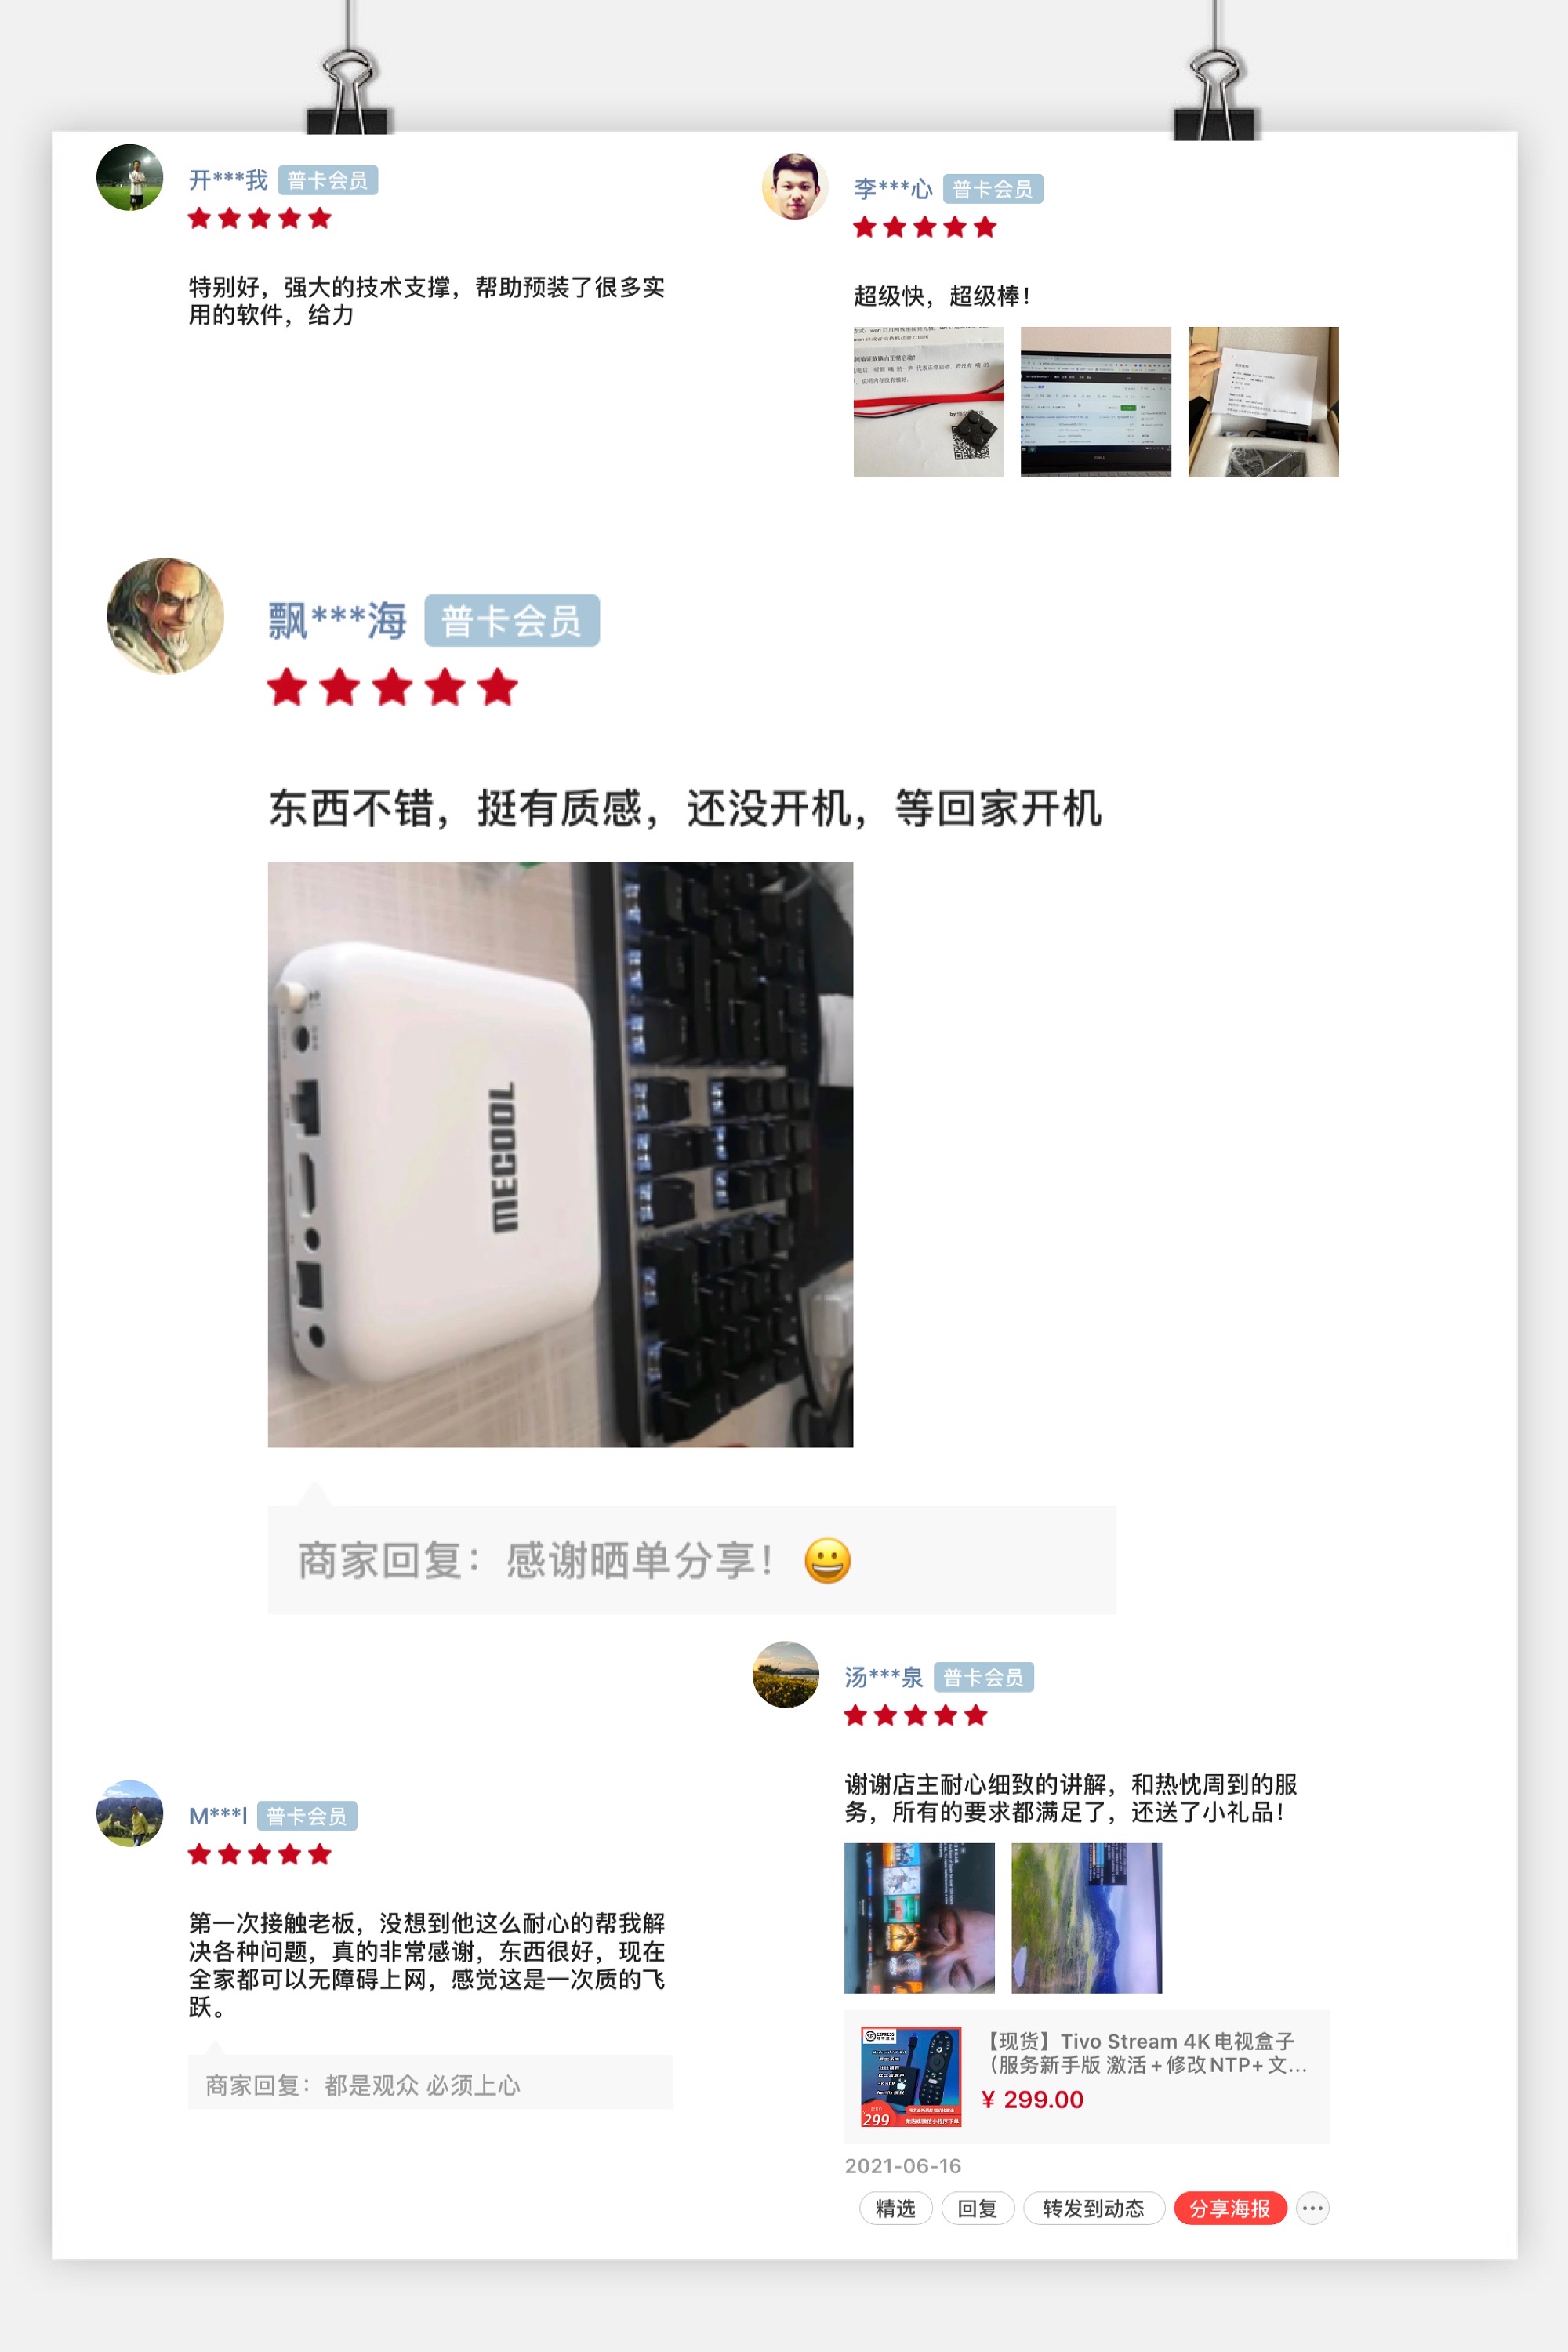 开***我 普卡会员
特别好，强大的技术支撑，帮助预装了很多实
用的软件，给力
李***心 普卡会员
超级快，超级棒！
飘***海 普卡会员
东西不错，挺有质感，还没开机，等回家开机
MECOOL
商家回复：感谢晒单分享！😀
M***l 普卡会员
第一次接触老板，没想到他这么耐心的帮我解
决各种问题，真的非常感谢，东西很好，现在
全家都可以无障碍上网，感觉这是一次质的飞
跃。
商家回复：都是观众 必须上心
汤***泉 普卡会员
谢谢店主耐心细致的讲解，和热忱周到的服
务，所有的要求都满足了，还送了小礼品！
299
【现货】Tivo Stream 4K电视盒子
（服务新手版 激活+修改NTP+文...
¥ 299.00
2021-06-16
精选 回复 转发到动态 分享海报